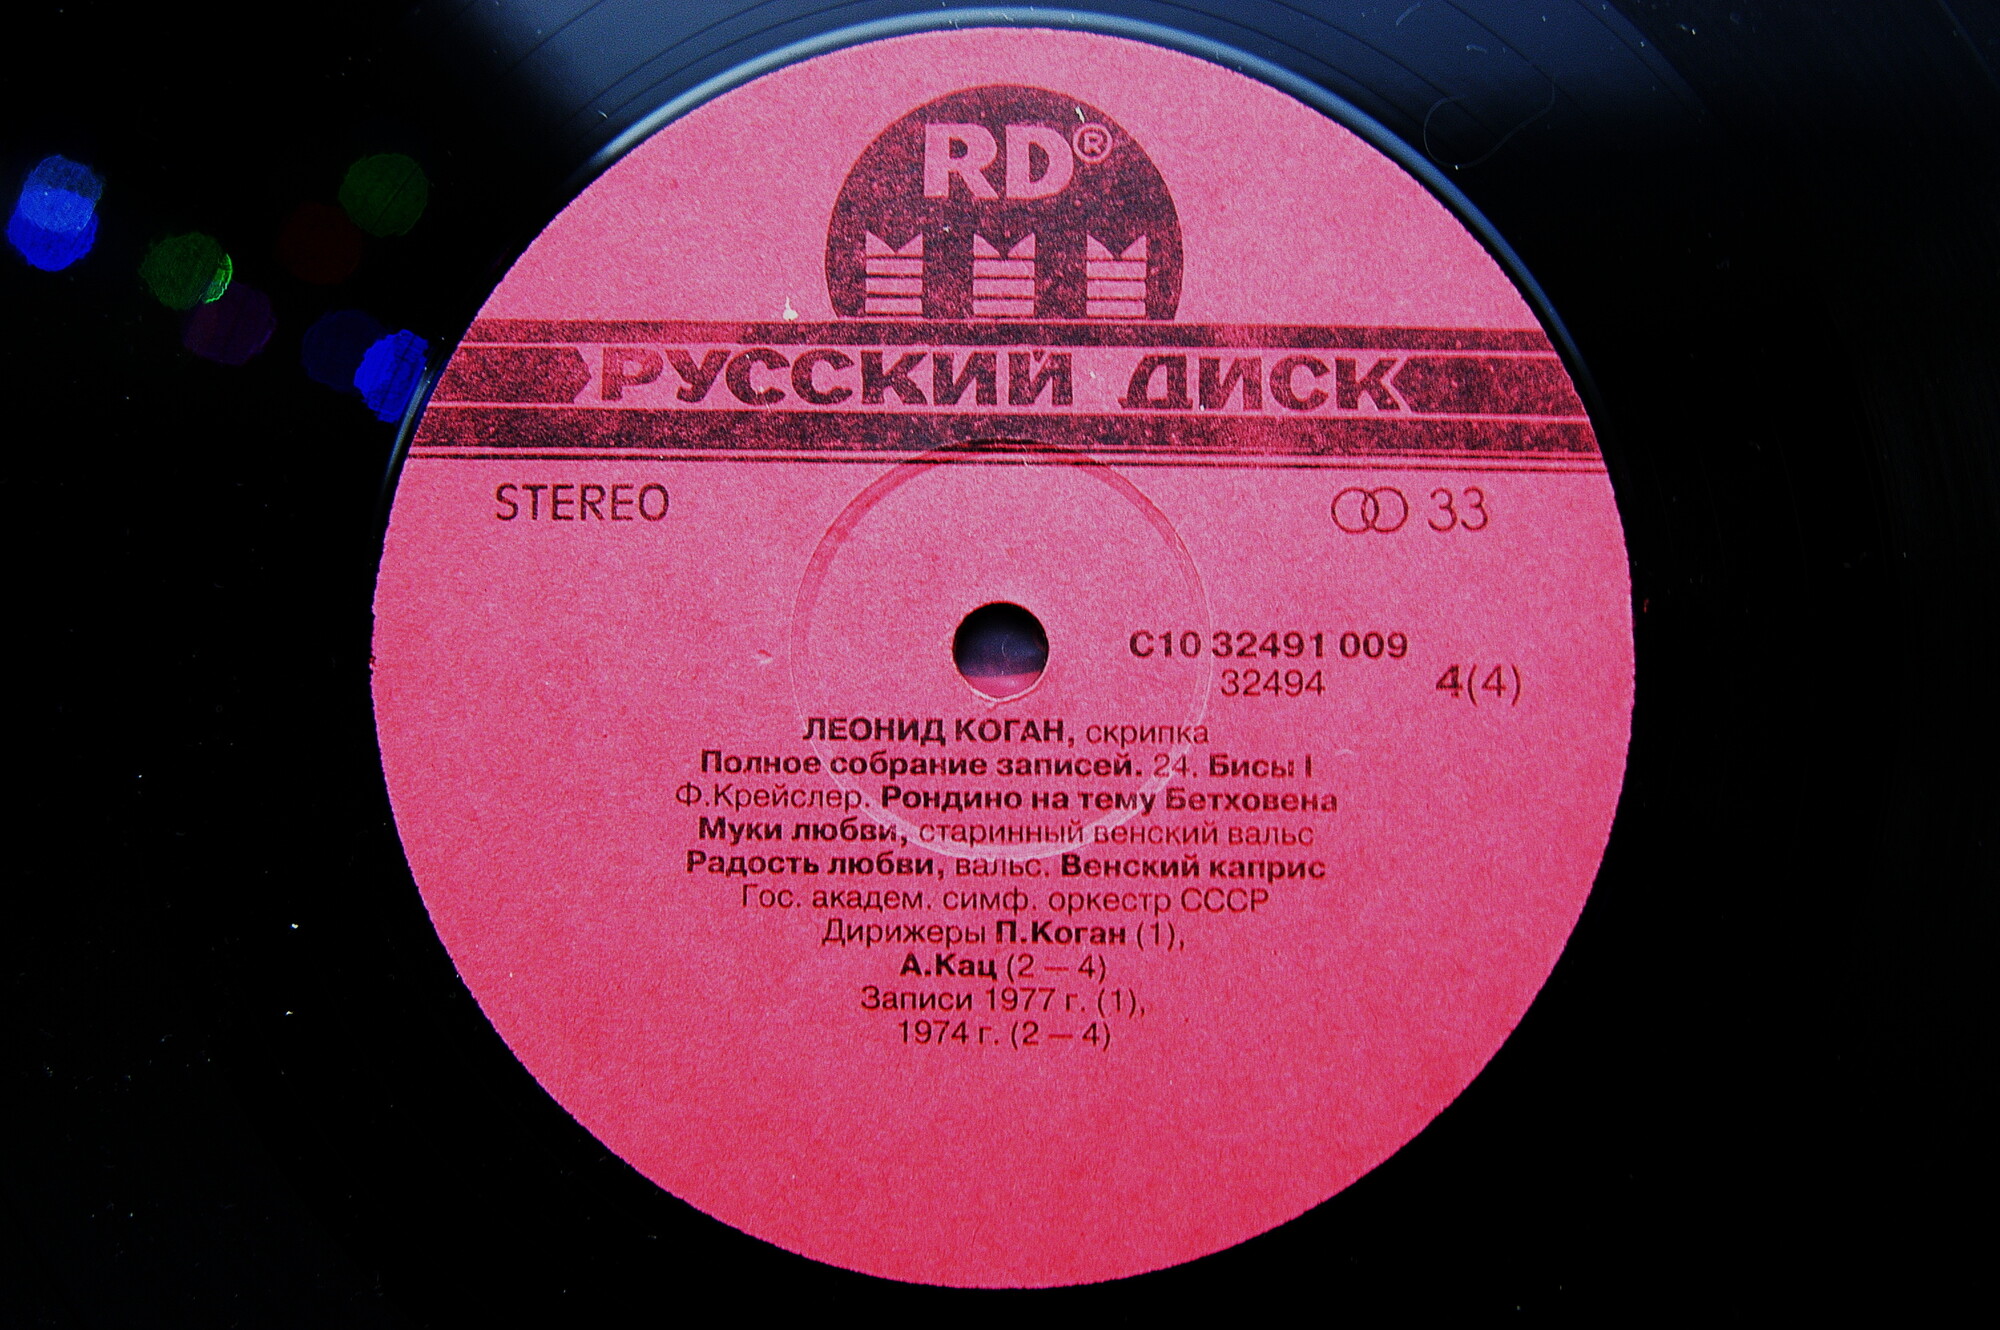 RD®
РУССКИЙ ДИСК
STEREO
33
С10 32491 009
32494 4(4)
ЛЕОНИД КОГАН, скрипка
Полное собрание записей. 24. Бисы I
Ф.Крейслер. Рондино на тему Бетховена
Муки любви, старинный венский вальс
Радость любви, вальс. Венский каприс
Гос. академ. симф. оркестр СССР
Дирижеры П.Коган (1),
А.Кац (2 — 4)
Записи 1977 г. (1),
1974 г. (2 — 4)